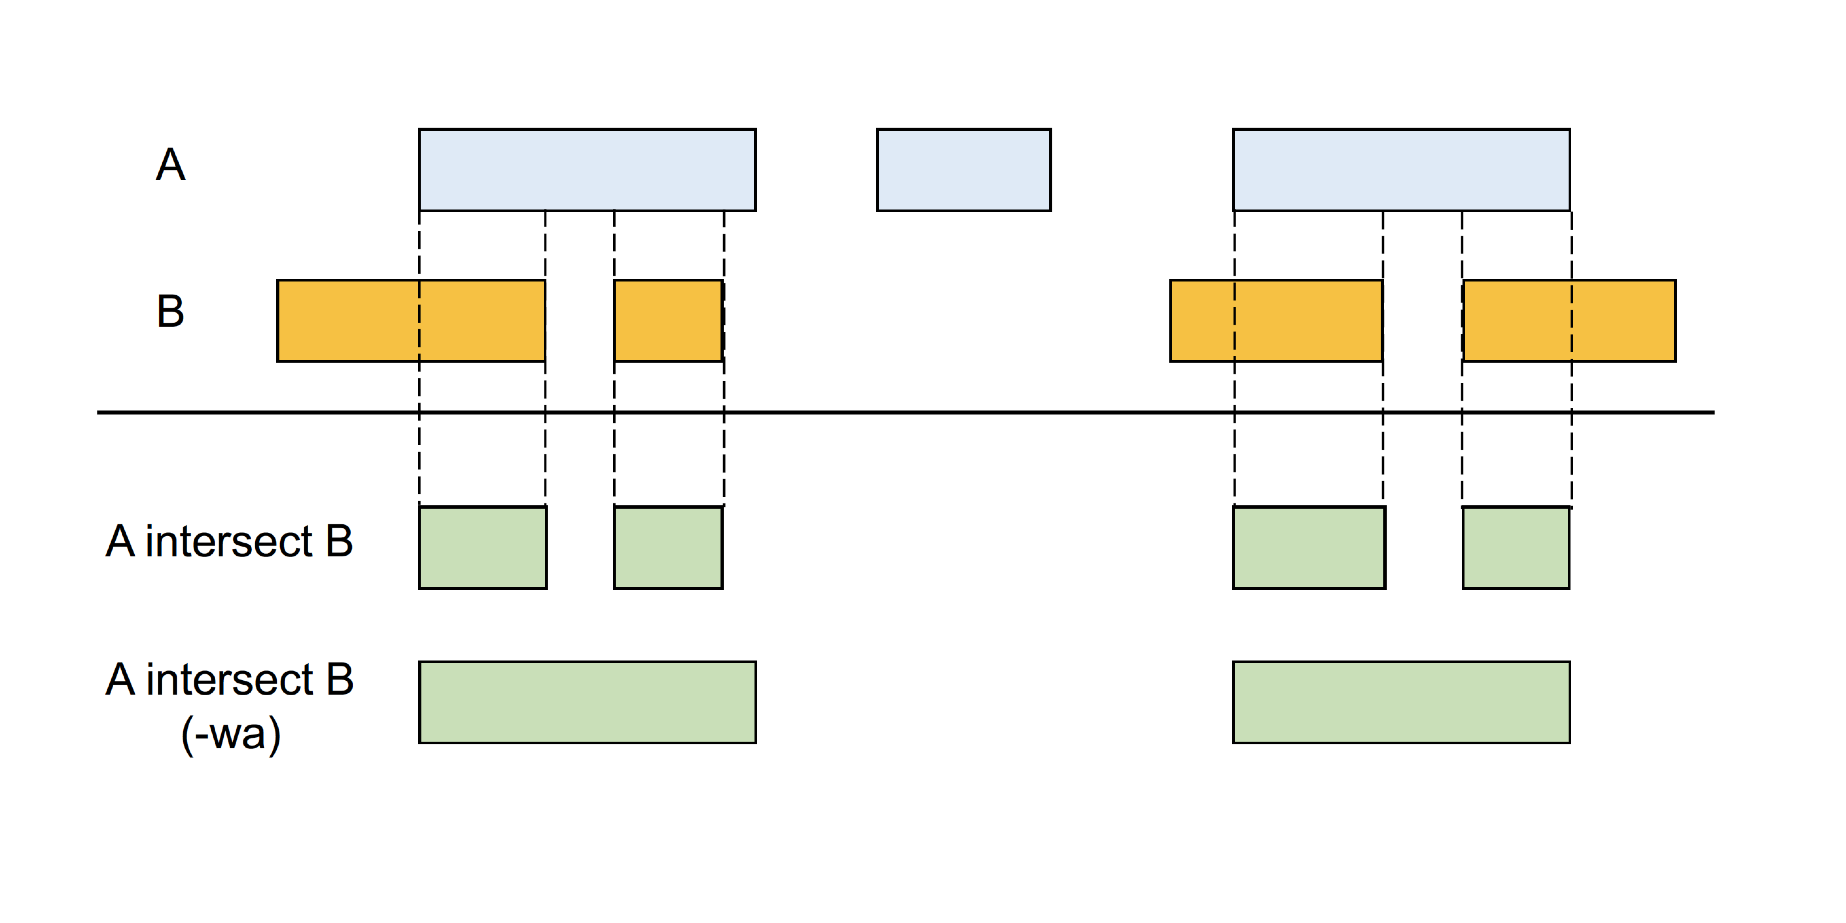 A
B
A intersect B
A intersect B
(-wa)